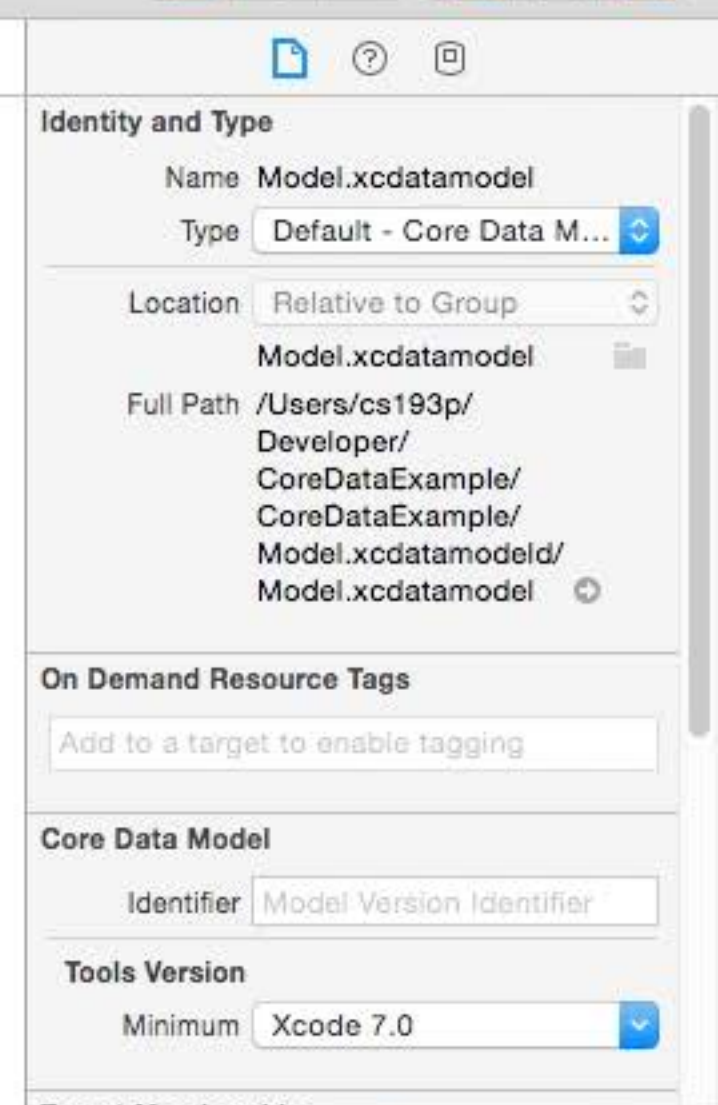 Identity and Type
Name Model.xcdatamodel
Type Default - Core Data M...
Location Relative to Group
Model.xcdatamodel
Full Path /Users/cs193p/
Developer/
CoreDataExample/
CoreDataExample/
Model.xcdatamodeld/
Model.xcdatamodel
On Demand Resource Tags
Add to a target to enable tagging
Core Data Model
Identifier Model Version Identifier
Tools Version
Minimum Xcode 7.0